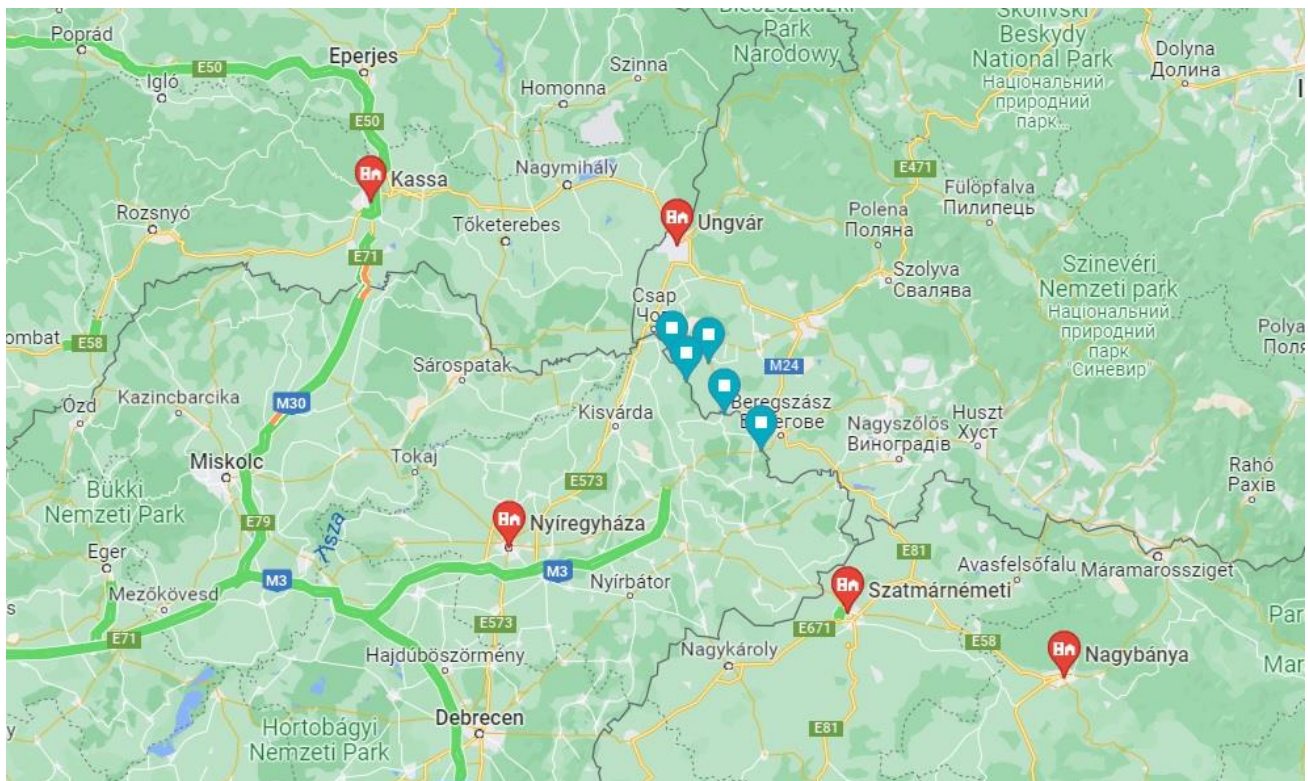 Park
Narodowy
Skolivski
Beskydy
National Park
Національний
природний
парк...
Dolyna
Долина
Poprád
E50
Eperjes
Szinna
Igló
Homonna
E50
Nagymihály
E471
Fülöpfalva
Пилипець
Kassa
Rozsnyó
Tőketerebes
Ungvár
Polena
Поляна
E71
Szolyva
Свалява
Szinevéri
Nemzeti park
Національний
природний
парк
"Синевир"
Csap
ombat
E58
Sárospatak
M24
Kazincbarcika
M30
Ózd
Kisvárda
Beregszász
Nagyszőlős
Виноградів
Huszt
Хуст
Miskolc
Tokaj
E573
Rahó
Рахів
Bükki
Nemzeti Park
E79
Nyíregyháza
Eger
M3
M3
Nyírbátor
E81
Avasfelsőfalu
Máramarossziget
Mezőkövesd
Szatmárnémeti
E71
E573
E671
E58
Hajdúböszörmény
Nagykároly
Nagybánya
Debrecen
E81
Hortobágyi
Nemzeti Park